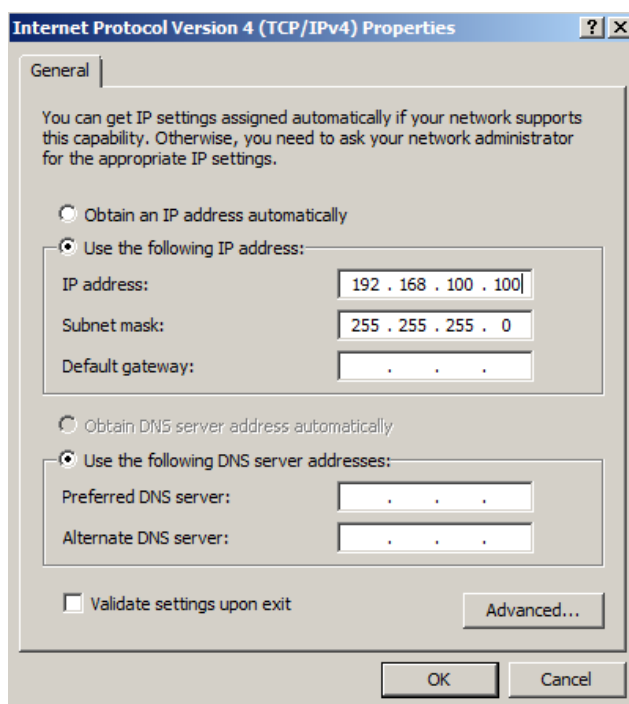 Internet Protocol Version 4 (TCP/IPv4) Properties
General
You can get IP settings assigned automatically if your network supports
this capability. Otherwise, you need to ask your network administrator
for the appropriate IP settings.
Obtain an IP address automatically
Use the following IP address:
IP address: 192 . 168 . 100 . 100
Subnet mask: 255 . 255 . 255 . 0
Default gateway: . . .
Obtain DNS server address automatically
Use the following DNS server addresses:
Preferred DNS server: . . .
Alternate DNS server: . . .
Validate settings upon exit
Advanced...
OK Cancel